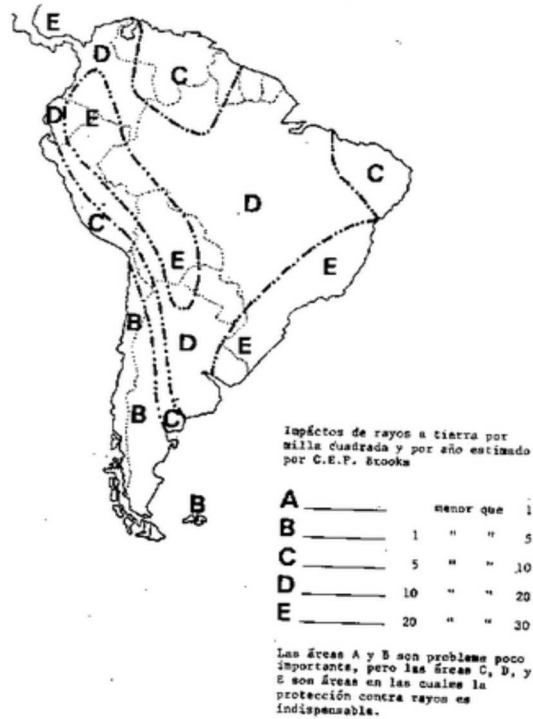 E
D
C
D
E
C
D
C
E
E
B
D
E
B
C
B
Impáctos de rayos a tierra por
milla cuadrada y por año estimado
por C.E.P. Brooks
A menor que 1
B 1 " " 5
C 5 " " 10
D 10 " " 20
E 20 " " 30
Las áreas A y B son probleme poco
importante, pero las áreas C, D, y
E son áreas en las cuales la
protección contra rayos es
indispensable.